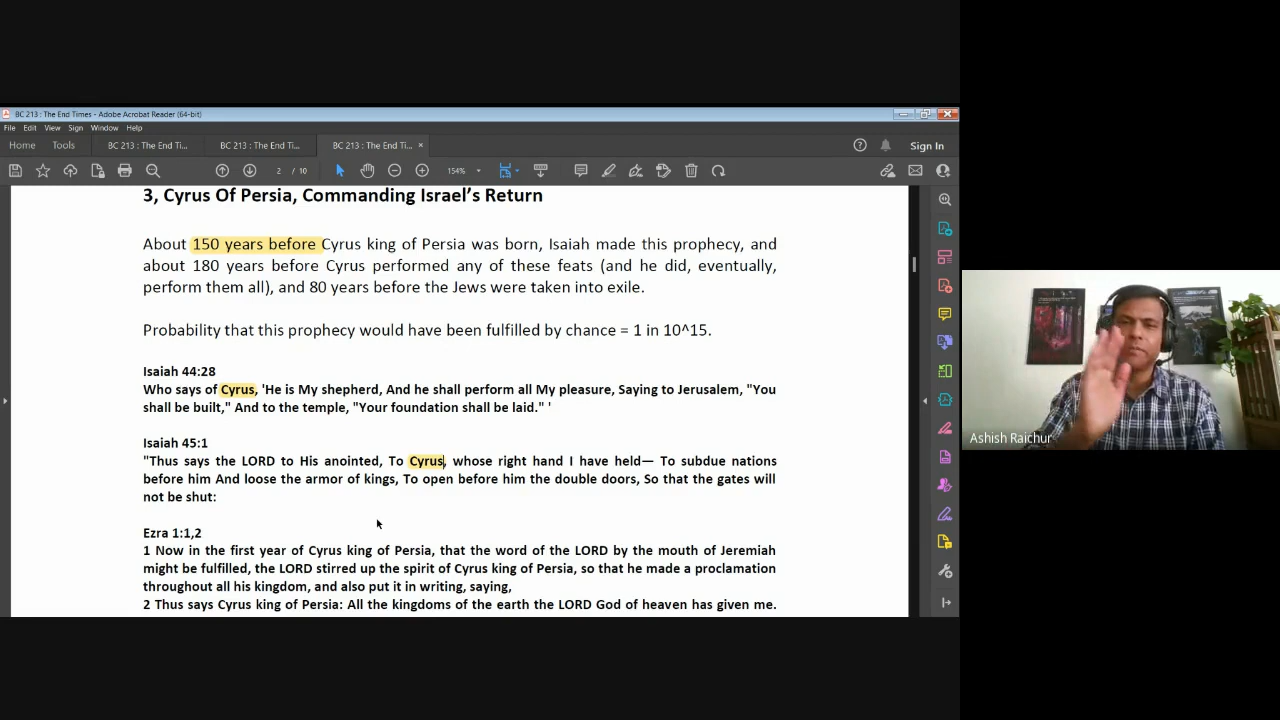 BC 213 : The End Times - Adobe Acrobat Reader (64-bit)
File Edit View Sign Window Help
Home Tools BC 213 : The End Ti... BC 213 : The End Ti... BC 213 : The End Ti... × Sign In
2 / 10 154%
3, Cyrus Of Persia, Commanding Israel's Return
About 150 years before Cyrus king of Persia was born, Isaiah made this prophecy, and
about 180 years before Cyrus performed any of these feats (and he did, eventually,
perform them all), and 80 years before the Jews were taken into exile.
Probability that this prophecy would have been fulfilled by chance = 1 in 10^15.
Isaiah 44:28
Who says of Cyrus, 'He is My shepherd, And he shall perform all My pleasure, Saying to Jerusalem, "You
shall be built," And to the temple, "Your foundation shall be laid." '
Isaiah 45:1
"Thus says the LORD to His anointed, To Cyrus, whose right hand I have held— To subdue nations
before him And loose the armor of kings, To open before him the double doors, So that the gates will
not be shut:
Ezra 1:1,2
1 Now in the first year of Cyrus king of Persia, that the word of the LORD by the mouth of Jeremiah
might be fulfilled, the LORD stirred up the spirit of Cyrus king of Persia, so that he made a proclamation
throughout all his kingdom, and also put it in writing, saying,
2 Thus says Cyrus king of Persia: All the kingdoms of the earth the LORD God of heaven has given me.
Ashish Raichur